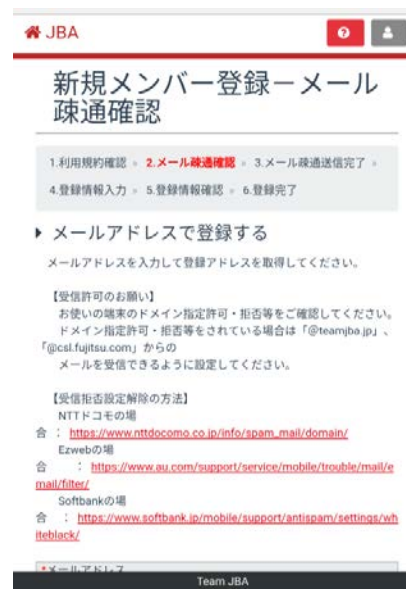 JBA
新規メンバー登録－メール
疎通確認
1.利用規約確認 » 2.メール疎通確認 » 3.メール疎通送信完了 »
4.登録情報入力 » 5.登録情報確認 » 6.登録完了
メールアドレスで登録する
メールアドレスを入力して登録アドレスを取得してください。
【受信許可のお願い】
お使いの端末のドメイン指定許可・拒否等をご確認してください。
ドメイン指定許可・拒否等をされている場合は「@teamjba.jp」、
「@csl.fujitsu.com」からの
メールを受信できるように設定してください。
【受信拒否設定解除の方法】
NTTドコモの場
合 ： https://www.nttdocomo.co.jp/info/spam_mail/domain/
Ezwebの場
合 ： https://www.au.com/support/service/mobile/trouble/mail/e
mail/filter/
Softbankの場
合 ： https://www.softbank.jp/mobile/support/antispam/settings/wh
iteblack/
*メールアドレス
Team JBA